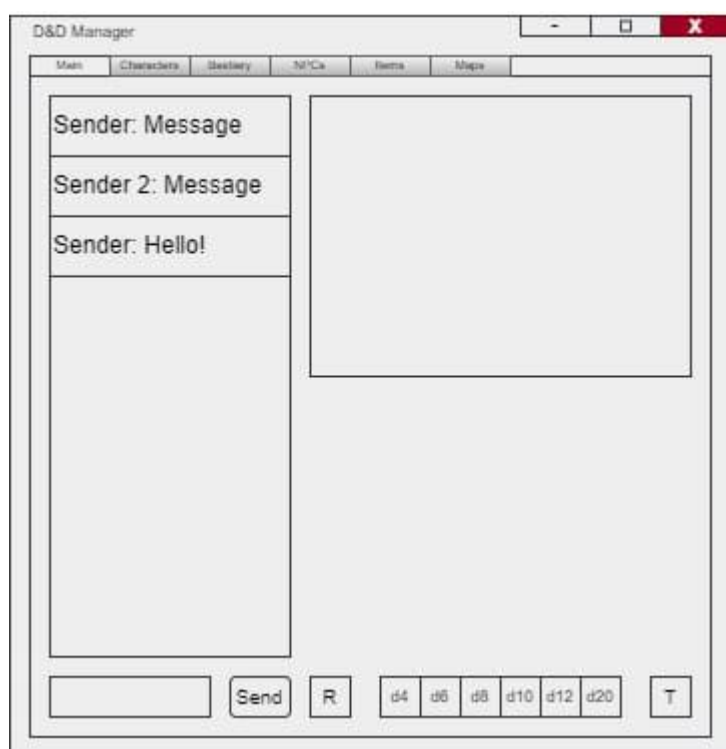 D&D Manager - X
Main Characters Bestiary NPCs Items Maps
Sender: Message
Sender 2: Message
Sender: Hello!
Send R d4 d6 d8 d10 d12 d20 T